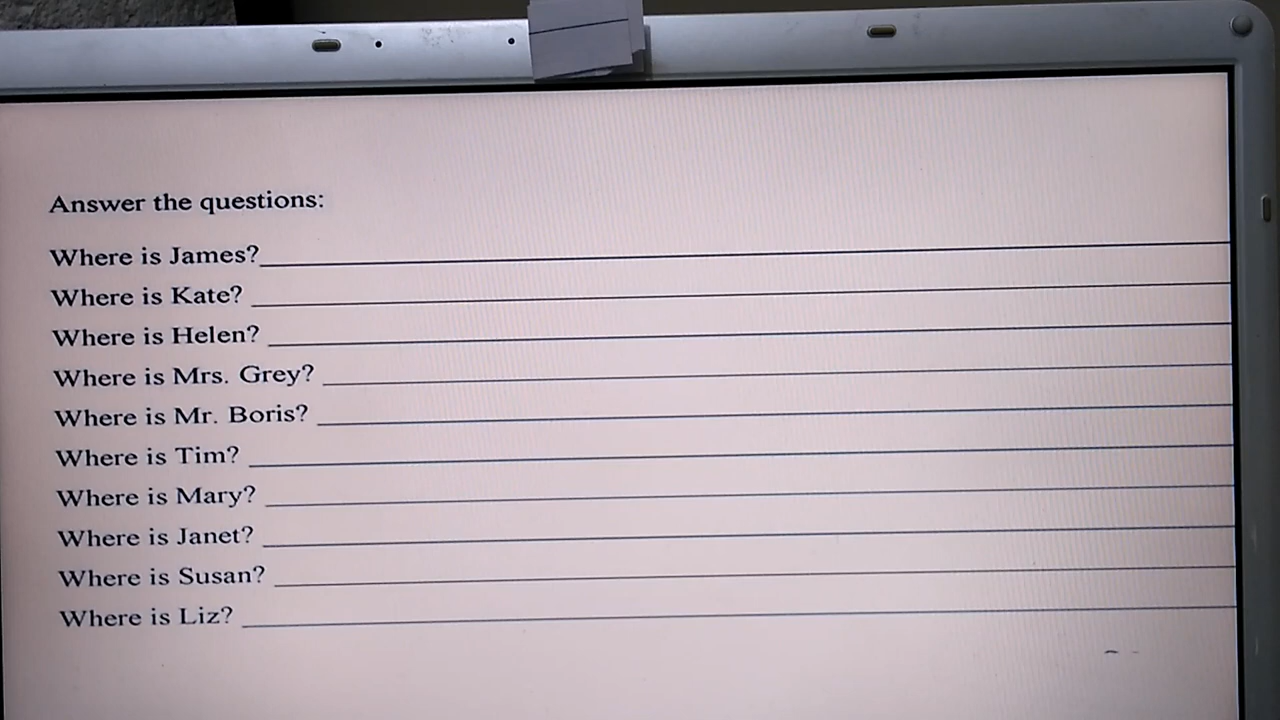 Answer the questions:
Where is James?
Where is Kate?
Where is Helen?
Where is Mrs. Grey?
Where is Mr. Boris?
Where is Tim?
Where is Mary?
Where is Janet?
Where is Susan?
Where is Liz?